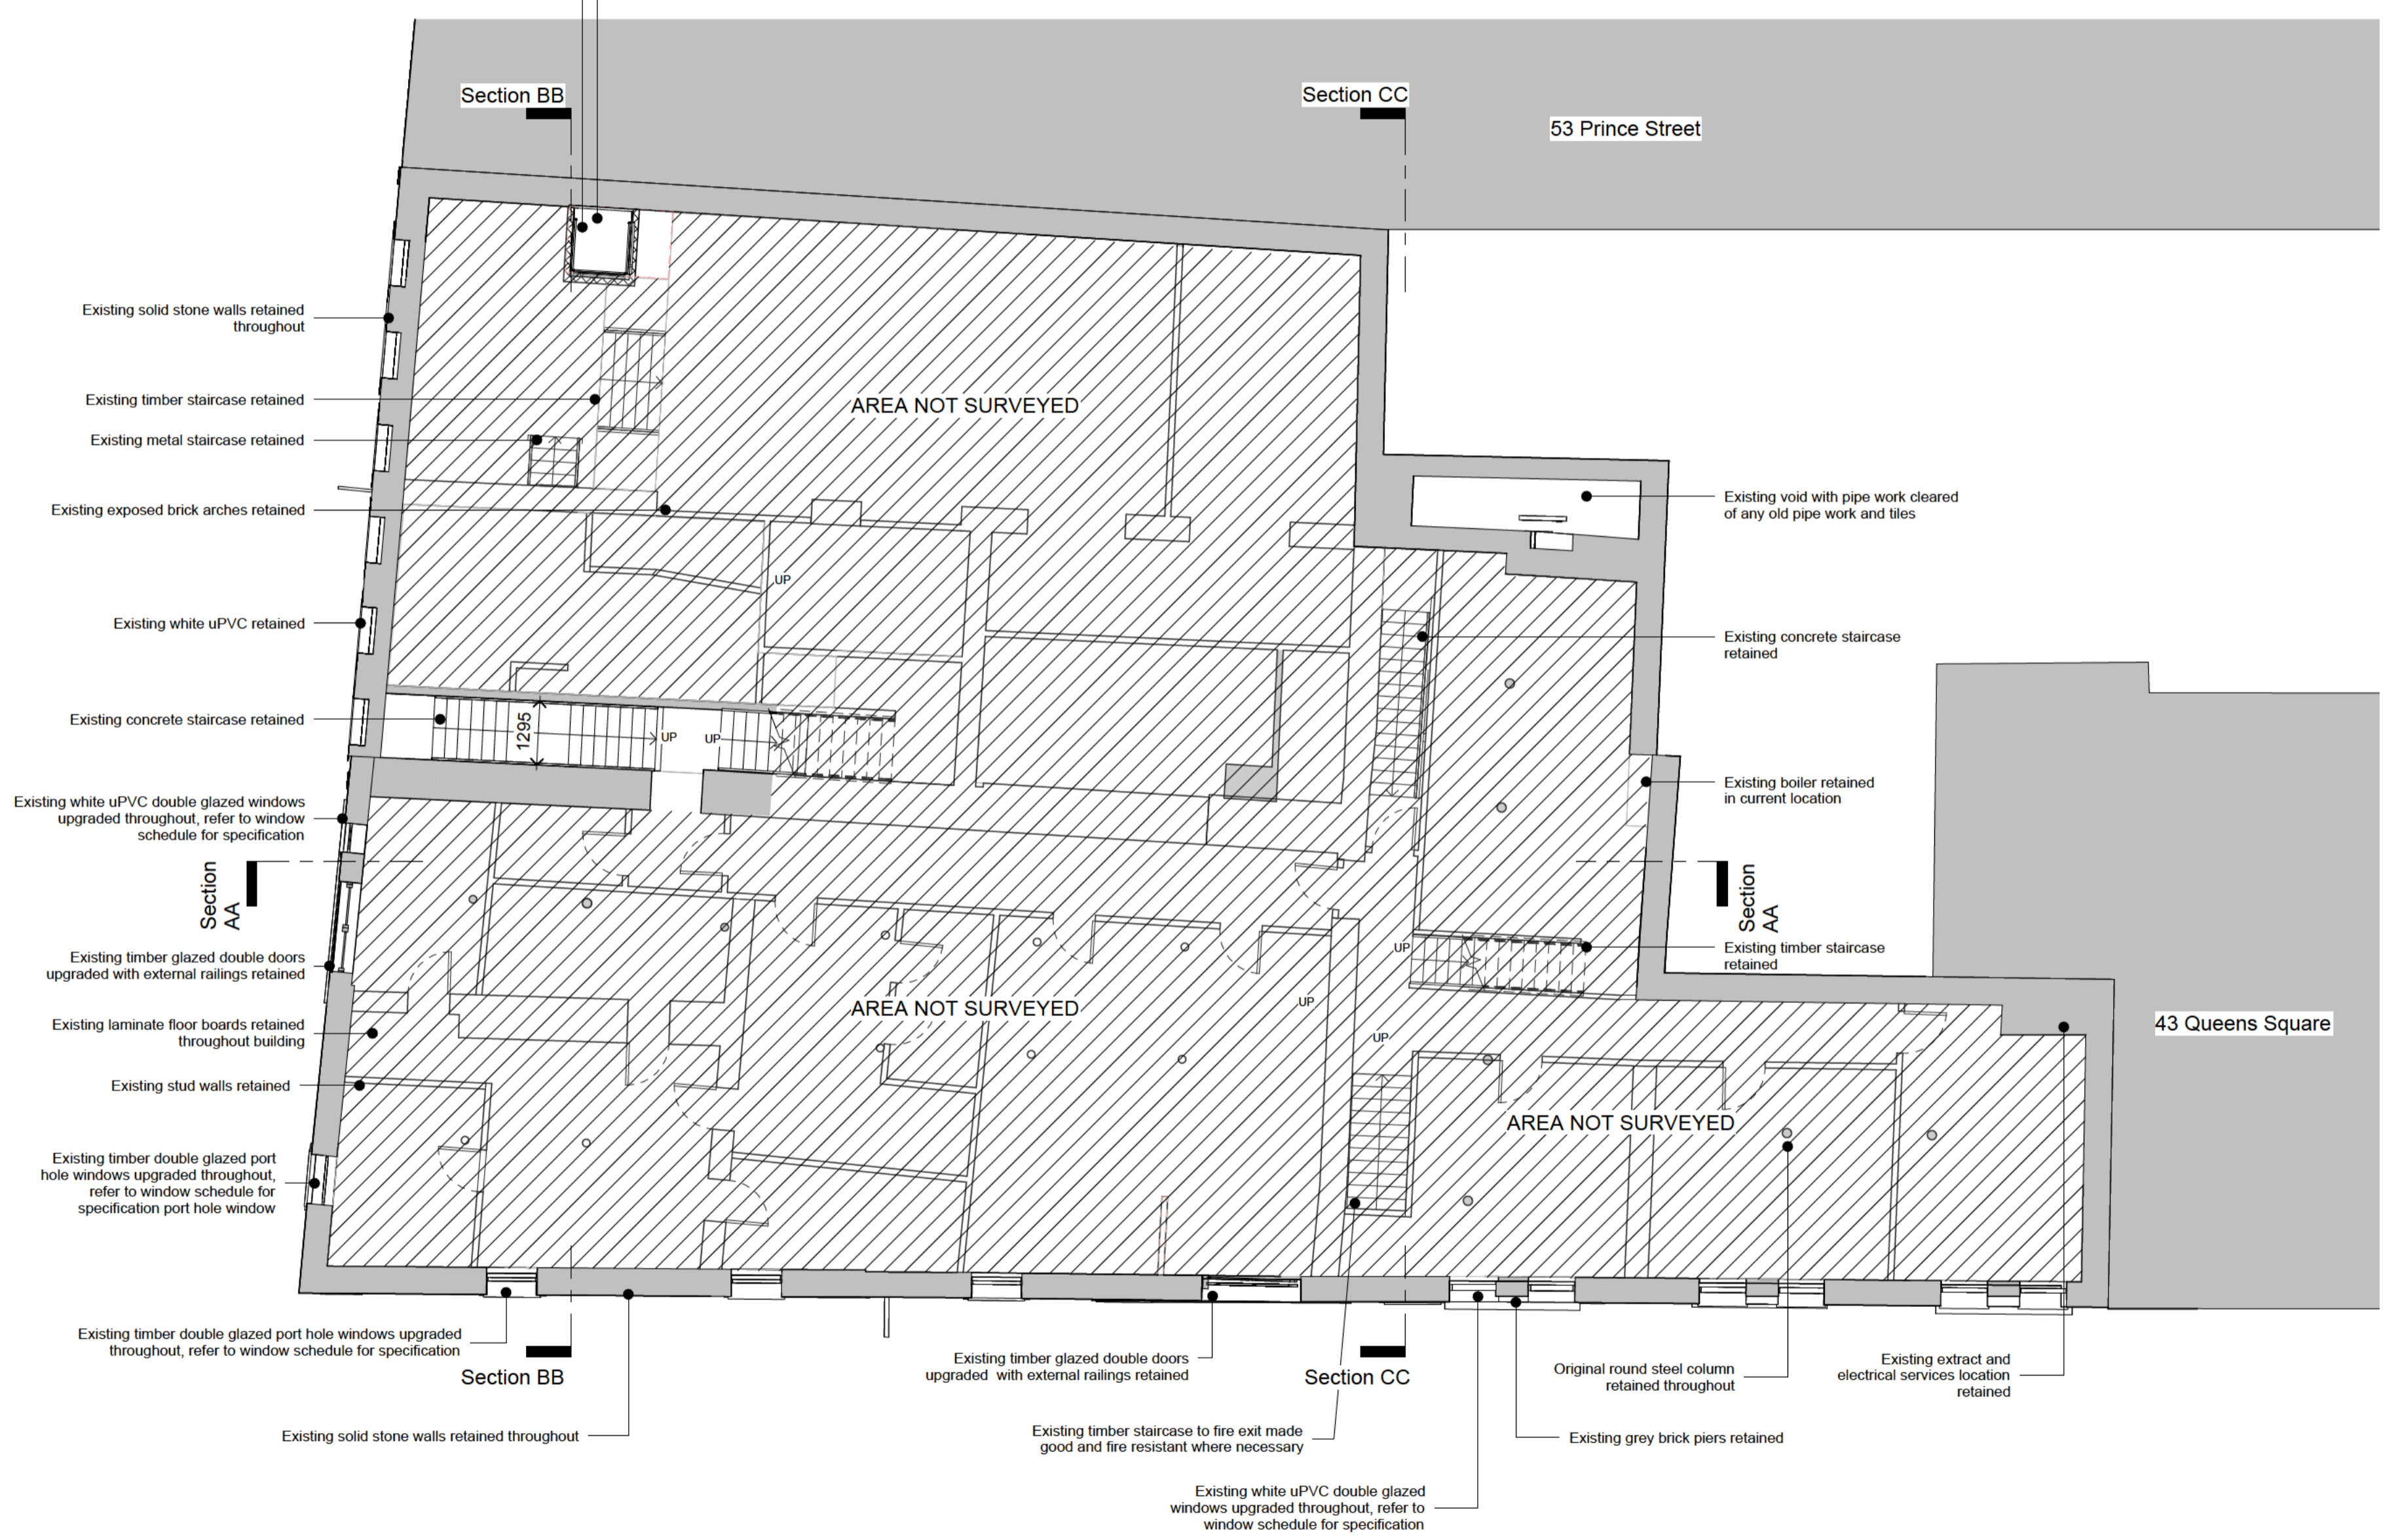 Section BB
Section CC
53 Prince Street
Existing solid stone walls retained
throughout
Existing timber staircase retained
AREA NOT SURVEYED
Existing metal staircase retained
Existing exposed brick arches retained
Existing void with pipe work cleared
of any old pipe work and tiles
UP
Existing white uPVC retained
Existing concrete staircase
retained
Existing concrete staircase retained
1295
UP
UP
Existing boiler retained
in current location
Existing white uPVC double glazed windows
upgraded throughout, refer to window
schedule for specification
Section
AA
Section
AA
Existing timber glazed double doors
upgraded with external railings retained
UP
Existing timber staircase
retained
AREA NOT SURVEYED
UP
Existing laminate floor boards retained
throughout building
UP
43 Queens Square
Existing stud walls retained
AREA NOT SURVEYED
Existing timber double glazed port
hole windows upgraded throughout,
refer to window schedule for
specification port hole window
Existing timber double glazed port hole windows upgraded
throughout, refer to window schedule for specification
Section BB
Existing timber glazed double doors
upgraded with external railings retained
Section CC
Original round steel column
retained throughout
Existing extract and
electrical services location
retained
Existing solid stone walls retained throughout
Existing timber staircase to fire exit made
good and fire resistant where necessary
Existing grey brick piers retained
Existing white uPVC double glazed
windows upgraded throughout, refer to
window schedule for specification